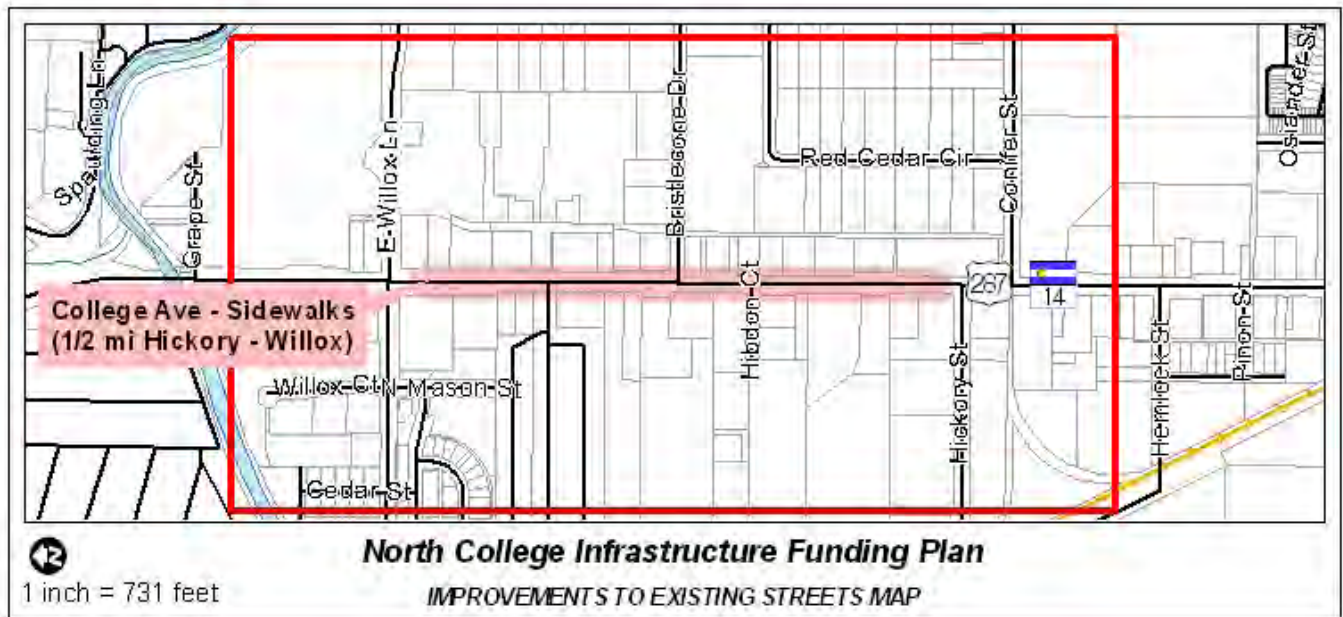 Spaulding Ln
Grape St
E Willox Ln
Bristlecone Dr
Red Cedar Cir
Conifer St
Osiander St
College Ave - Sidewalks
(1/2 mi Hickory - Willox)
Hibdon Ct
287
14
Willox Ct
N Mason St
Cedar St
Hickory St
Hemlock St
Pinon St
North College Infrastructure Funding Plan
1 inch = 731 feet
IMPROVEMENTS TO EXISTING STREETS MAP